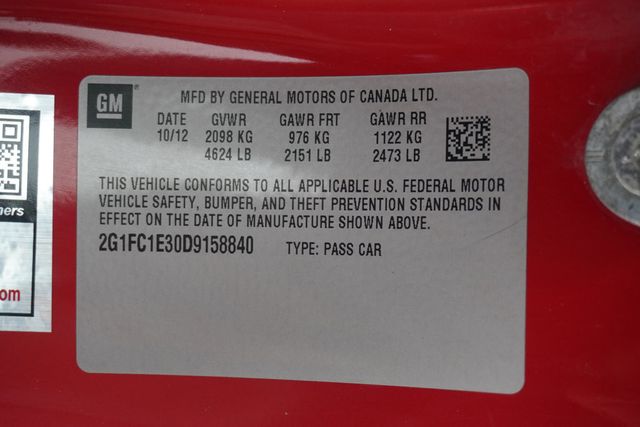 GM
MFD BY GENERAL MOTORS OF CANADA LTD.
DATE GVWR GAWR FRT GAWR RR
10/12 2098 KG 976 KG 1122 KG
4624 LB 2151 LB 2473 LB
THIS VEHICLE CONFORMS TO ALL APPLICABLE U.S. FEDERAL MOTOR
VEHICLE SAFETY, BUMPER, AND THEFT PREVENTION STANDARDS IN
EFFECT ON THE DATE OF MANUFACTURE SHOWN ABOVE.
2G1FC1E30D9158840 TYPE: PASS CAR